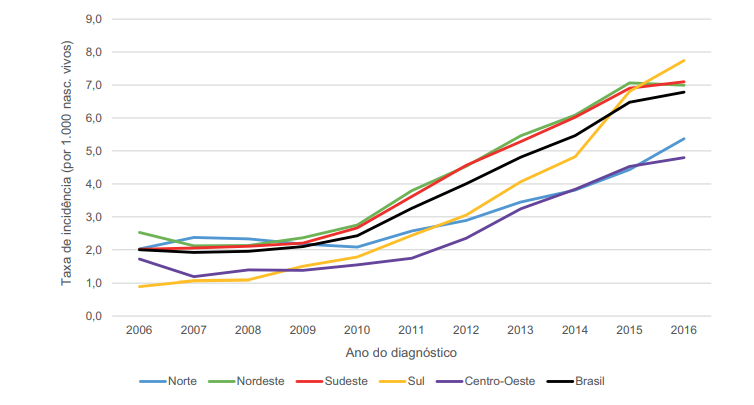 9,0
8,0
7,0
6,0
5,0
4,0
3,0
2,0
1,0
0,0
Taxa de incidência (por 1.000 nasc. vivos)
2006 2007 2008 2009 2010 2011 2012 2013 2014 2015 2016
Ano do diagnóstico
Norte Nordeste Sudeste Sul Centro-Oeste Brasil